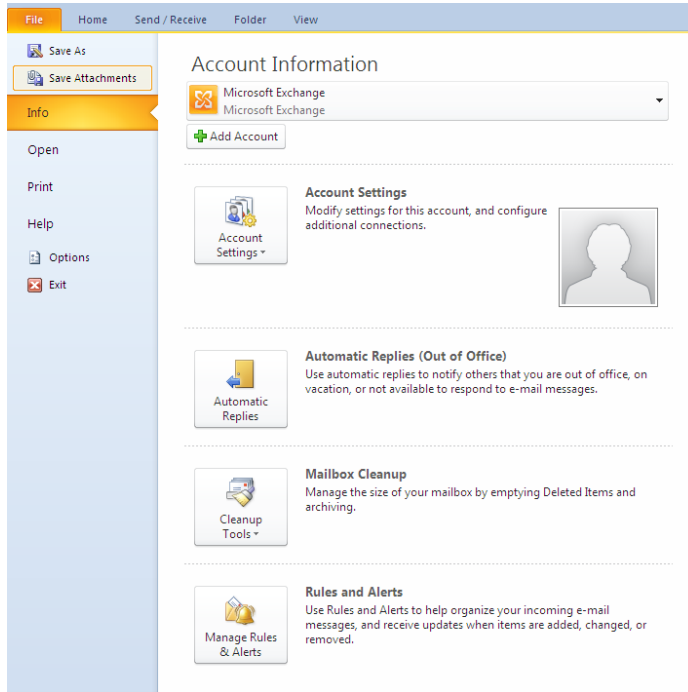 File Home Send / Receive Folder View
Save As
Save Attachments
Info
Open
Print
Help
Options
Exit
Account Information
Microsoft Exchange
Microsoft Exchange
Add Account
Account
Settings
Account Settings
Modify settings for this account, and configure
additional connections.
Automatic
Replies
Automatic Replies (Out of Office)
Use automatic replies to notify others that you are out of office, on
vacation, or not available to respond to e-mail messages.
Cleanup
Tools
Mailbox Cleanup
Manage the size of your mailbox by emptying Deleted Items and
archiving.
Manage Rules
& Alerts
Rules and Alerts
Use Rules and Alerts to help organize your incoming e-mail
messages, and receive updates when items are added, changed, or
removed.